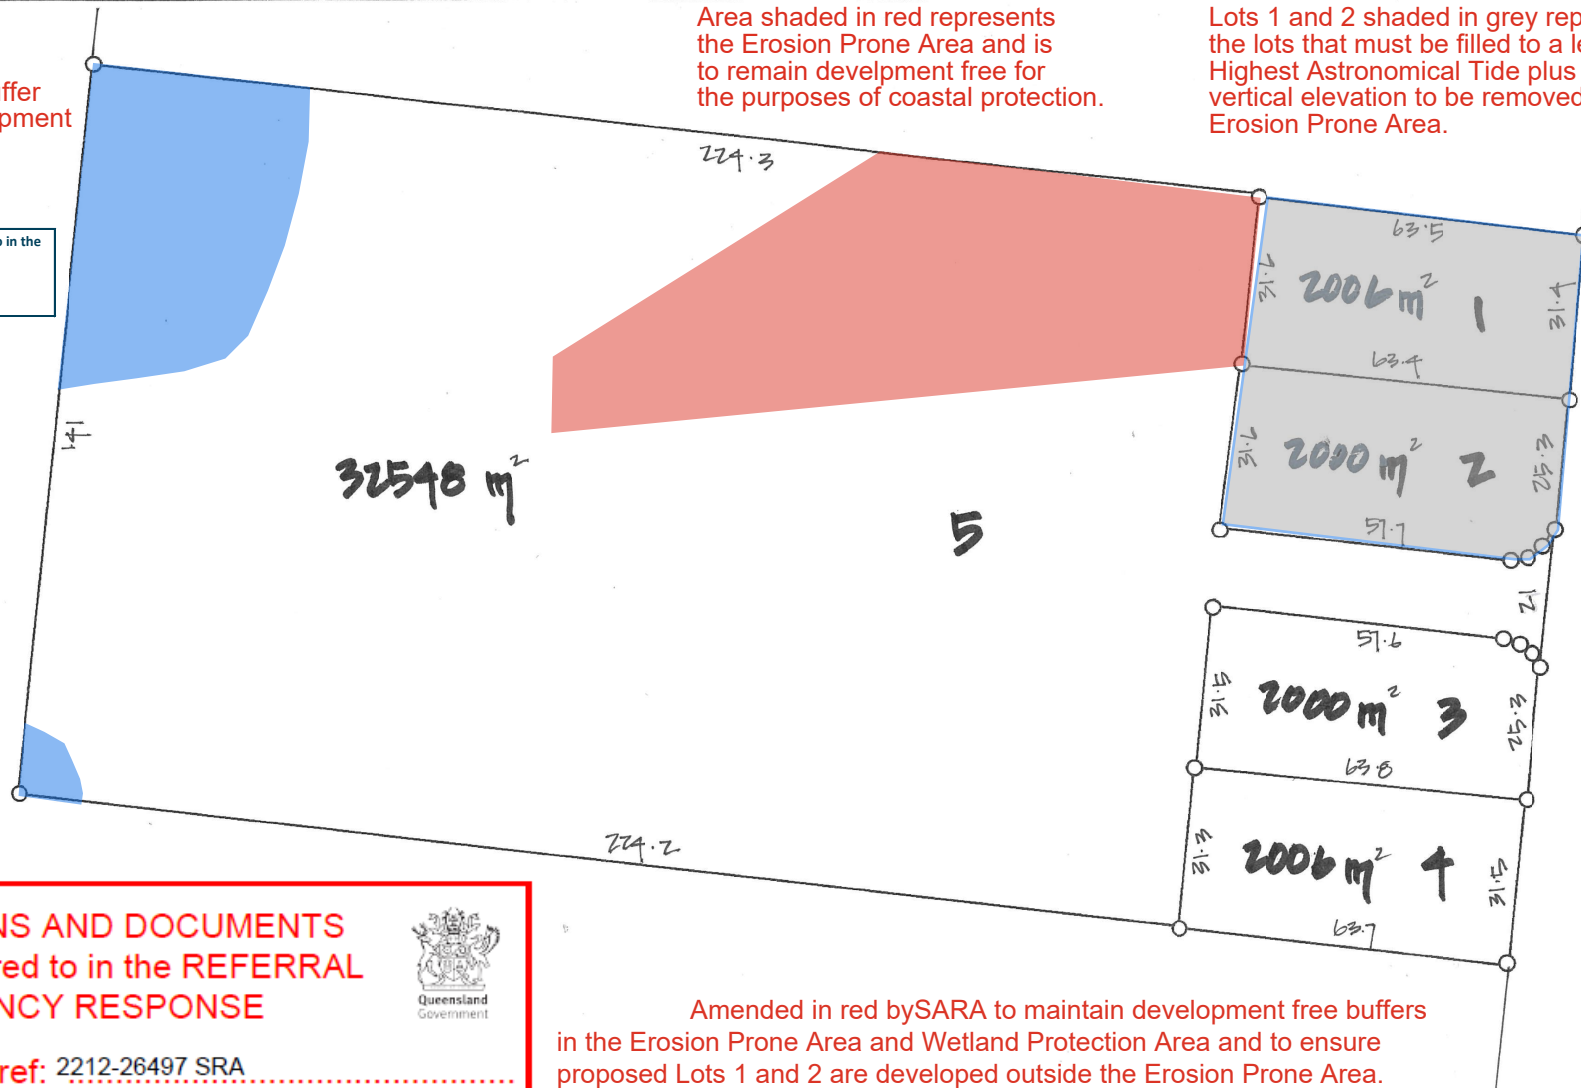 Area shaded in red represents
the Erosion Prone Area and is
to remain develpment free for
the purposes of coastal protection.
Lots 1 and 2 shaded in grey rep
the lots that must be filled to a le
Highest Astronomical Tide plus
vertical elevation to be removed
Erosion Prone Area.
ffer
pment
in the
224.3
63.5
31.6
2006 m² 1
31.4
63.4
141
32548 m²
5
31.6
2000 m² 2
25.3
57.7
21
57.6
31.5
2000 m² 3
25.3
63.8
224.2
31.3
2006 m² 4
31.5
63.7
NS AND DOCUMENTS
red to in the REFERRAL
NCY RESPONSE
Queensland
Government
ref: 2212-26497 SRA
Amended in red bySARA to maintain development free buffers
in the Erosion Prone Area and Wetland Protection Area and to ensure
proposed Lots 1 and 2 are developed outside the Erosion Prone Area.